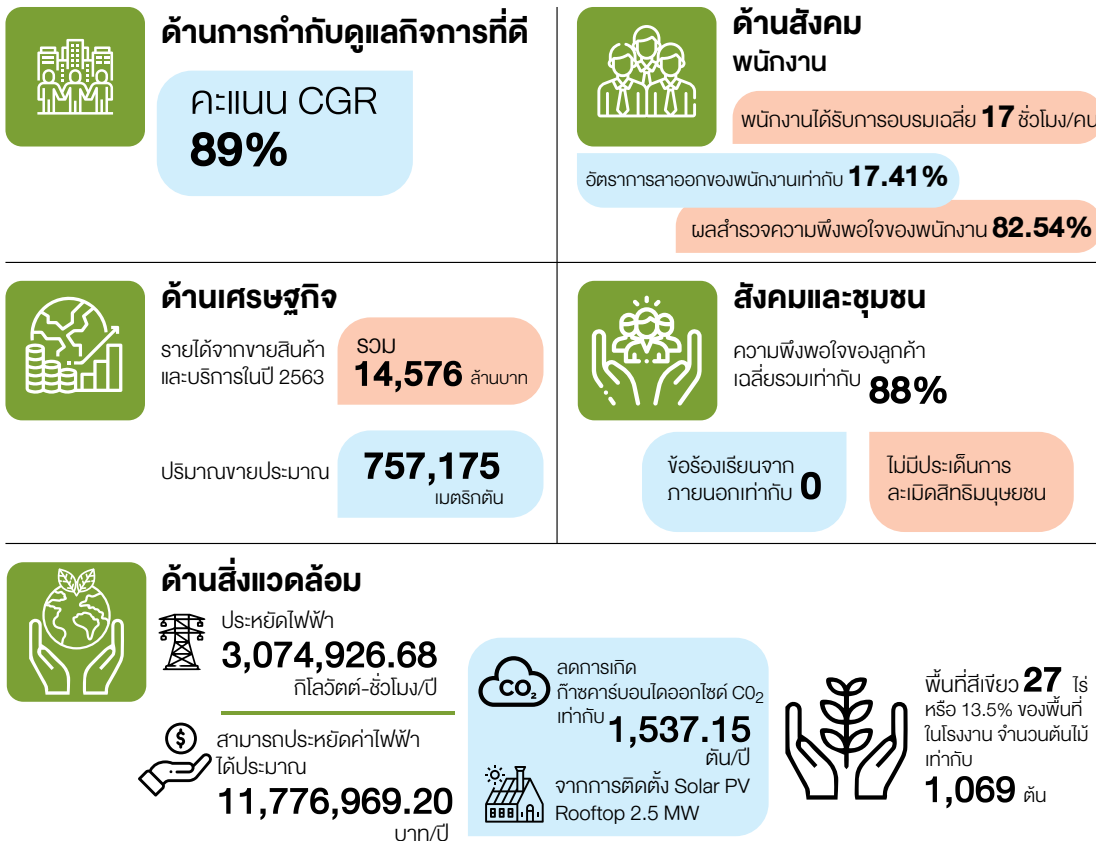 ด้านการกำกับดูแลกิจการที่ดี
คะแนน CGR
89%
ด้านสังคม
พนักงาน
พนักงานได้รับการอบรมเฉลี่ย 17 ชั่วโมง/คน
อัตราการลาออกของพนักงานเท่ากับ 17.41%
ผลสำรวจความพึงพอใจของพนักงาน 82.54%
ด้านเศรษฐกิจ
รายได้จากขายสินค้า
และบริการในปี 2563
รวม
14,576 ล้านบาท
ปริมาณขายประมาณ
757,175
เมตริกตัน
สังคมและชุมชน
ความพึงพอใจของลูกค้า
เฉลี่ยรวมเท่ากับ 88%
ข้อร้องเรียนจาก
ภายนอกเท่ากับ 0
ไม่มีประเด็นการ
ละเมิดสิทธิมนุษยชน
ด้านสิ่งแวดล้อม
ประหยัดไฟฟ้า
3,074,926.68
กิโลวัตต์-ชั่วโมง/ปี
สามารถประหยัดค่าไฟฟ้า
ได้ประมาณ
11,776,969.20
บาท/ปี
CO₂
ลดการเกิด
ก๊าซคาร์บอนไดออกไซด์ C0₂
เท่ากับ 1,537.15
ตัน/ปี
จากการติดตั้ง Solar PV
Rooftop 2.5 MW
พื้นที่สีเขียว 27 ไร่
หรือ 13.5% ของพื้นที่
ในโรงงาน จำนวนต้นไม้
เท่ากับ
1,069 ต้น